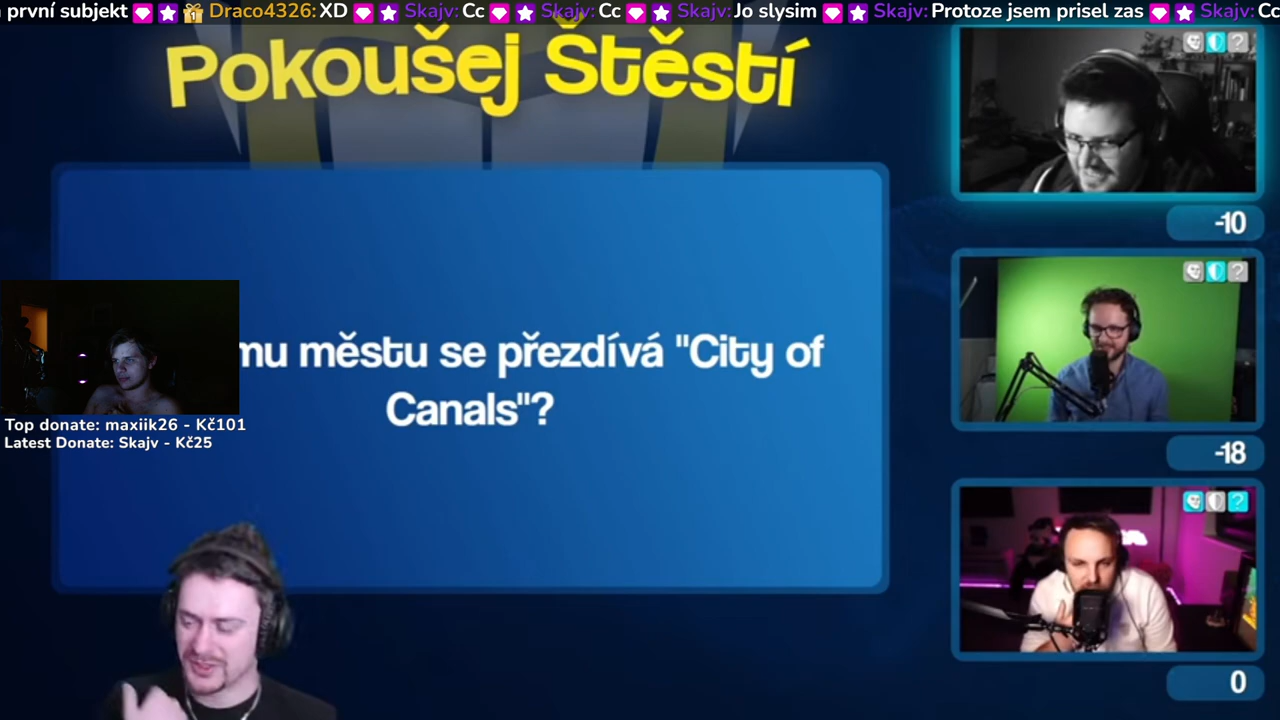 první subjekt Draco4326: XD Skajv: Cc Skajv: Cc Skajv: Jo slysim Skajv: Protoze jsem prisel zas Skajv: Cc
Pokoušej Štěstí
-10
mu městu se přezdívá "City of
Canals"?
-18
Top donate: maxiik26 - Kč101
Latest Donate: Skajv - Kč25
0